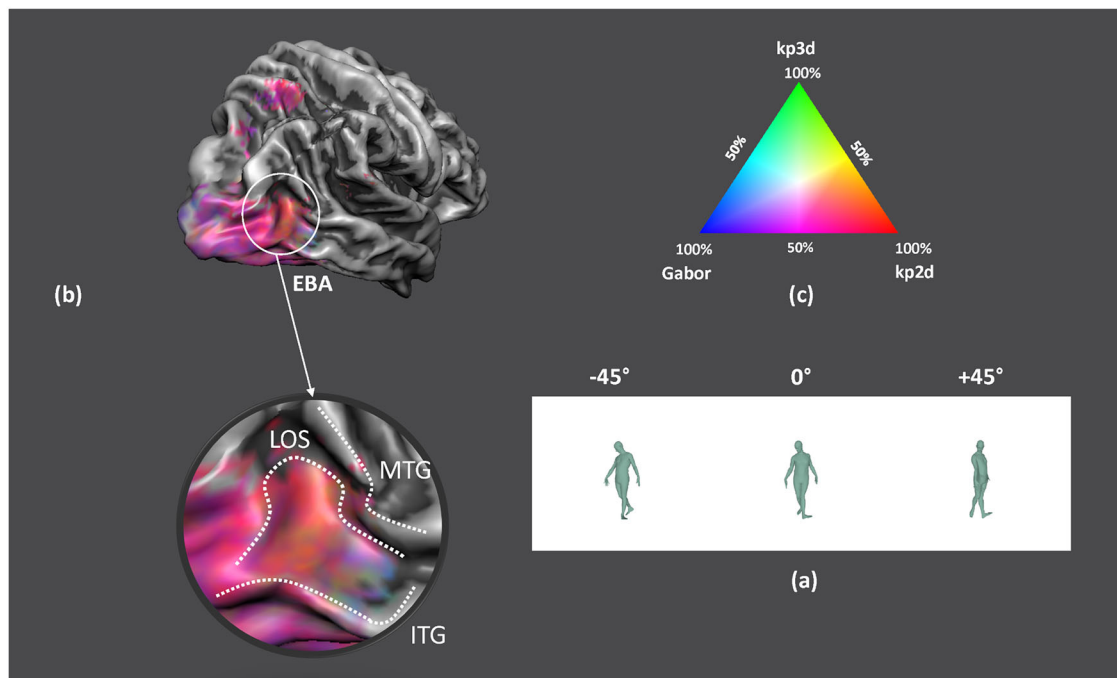 kp3d
100%
50%
50%
100%
50%
100%
Gabor
kp2d
(c)
EBA
(b)
-45°
0°
+45°
LOS
MTG
ITG
(a)